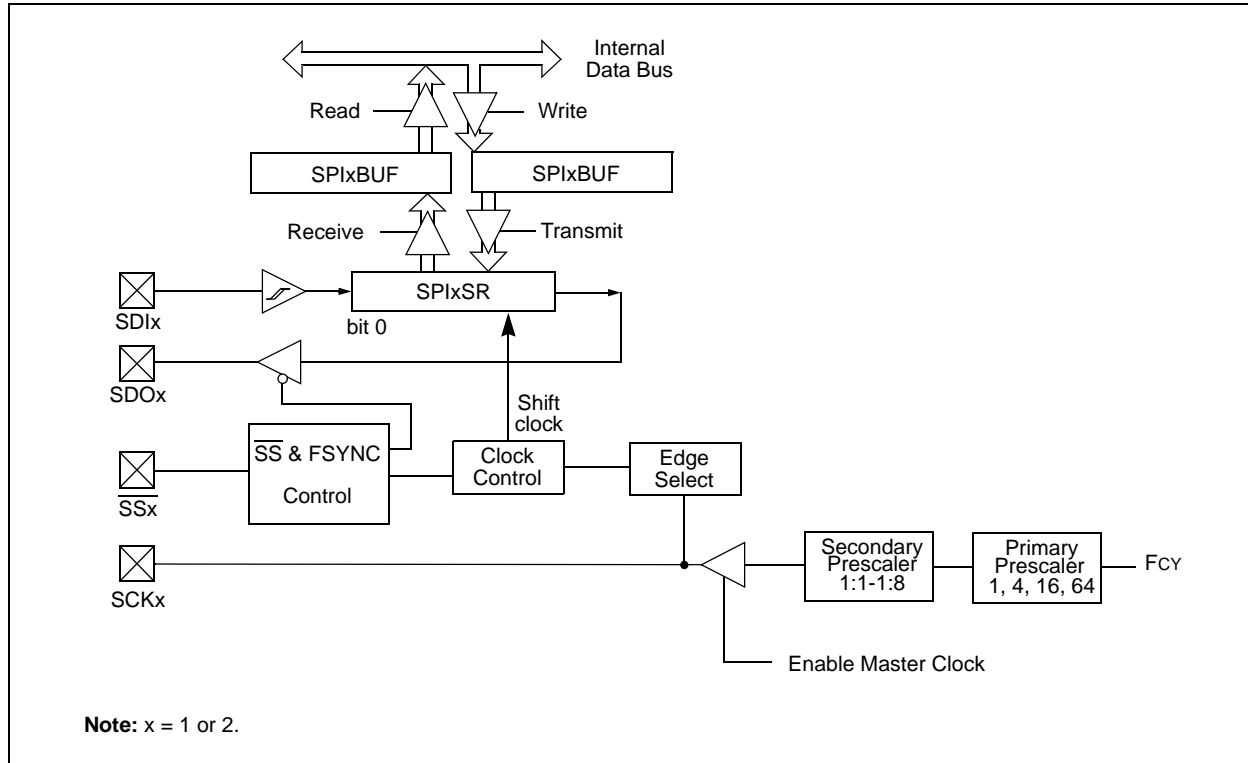 Internal
Data Bus
Read
Write
SPIxBUF
SPIxBUF
Receive
Transmit
SPIxSR
SDIx
bit 0
SDOx
Shift
clock
SS & FSYNC
Control
Clock
Control
Edge
Select
SSx
Secondary
Prescaler
1:1-1:8
Primary
Prescaler
1, 4, 16, 64
FCY
SCKx
Enable Master Clock
Note: x = 1 or 2.